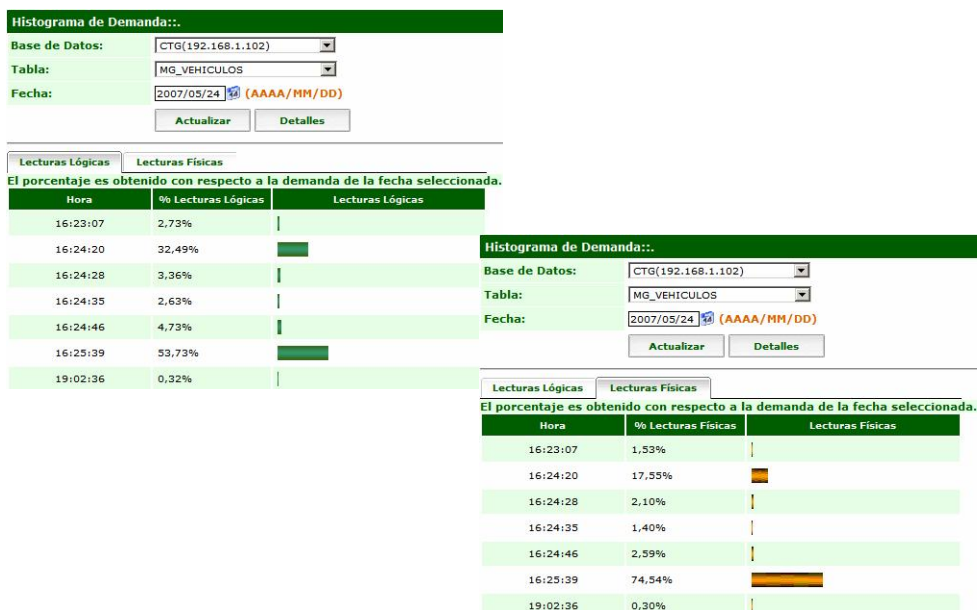 Histograma de Demanda::.
Base de Datos: CTG(192.168.1.102)
Tabla: MG_VEHICULOS
Fecha: 2007/05/24 (AAAA/MM/DD)
Actualizar Detalles
Lecturas Lógicas Lecturas Físicas
El porcentaje es obtenido con respecto a la demanda de la fecha seleccionada.
Hora % Lecturas Lógicas Lecturas Lógicas
16:23:07 2,73%
16:24:20 32,49%
16:24:28 3,36%
16:24:35 2,63%
16:24:46 4,73%
16:25:39 53,73%
19:02:36 0,32%
Histograma de Demanda::.
Base de Datos: CTG(192.168.1.102)
Tabla: MG_VEHICULOS
Fecha: 2007/05/24 (AAAA/MM/DD)
Actualizar Detalles
Lecturas Lógicas Lecturas Físicas
El porcentaje es obtenido con respecto a la demanda de la fecha seleccionada.
Hora % Lecturas Físicas Lecturas Físicas
16:23:07 1,53%
16:24:20 17,55%
16:24:28 2,10%
16:24:35 1,40%
16:24:46 2,59%
16:25:39 74,54%
19:02:36 0,30%